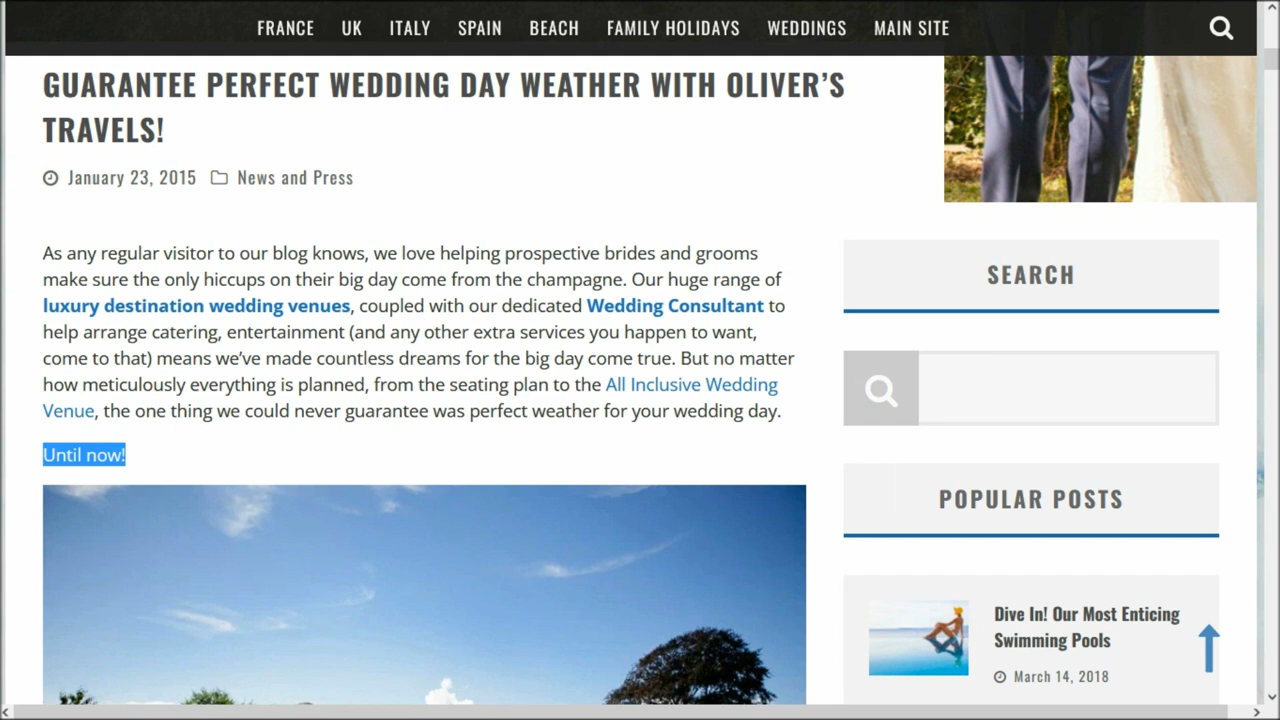 FRANCE UK ITALY SPAIN BEACH FAMILY HOLIDAYS WEDDINGS MAIN SITE
GUARANTEE PERFECT WEDDING DAY WEATHER WITH OLIVER’S
TRAVELS!
January 23, 2015 News and Press
As any regular visitor to our blog knows, we love helping prospective brides and grooms
make sure the only hiccups on their big day come from the champagne. Our huge range of
luxury destination wedding venues, coupled with our dedicated Wedding Consultant to
help arrange catering, entertainment (and any other extra services you happen to want,
come to that) means we’ve made countless dreams for the big day come true. But no matter
how meticulously everything is planned, from the seating plan to the All Inclusive Wedding
Venue, the one thing we could never guarantee was perfect weather for your wedding day.
Until now!
SEARCH
POPULAR POSTS
Dive In! Our Most Enticing
Swimming Pools
March 14, 2018